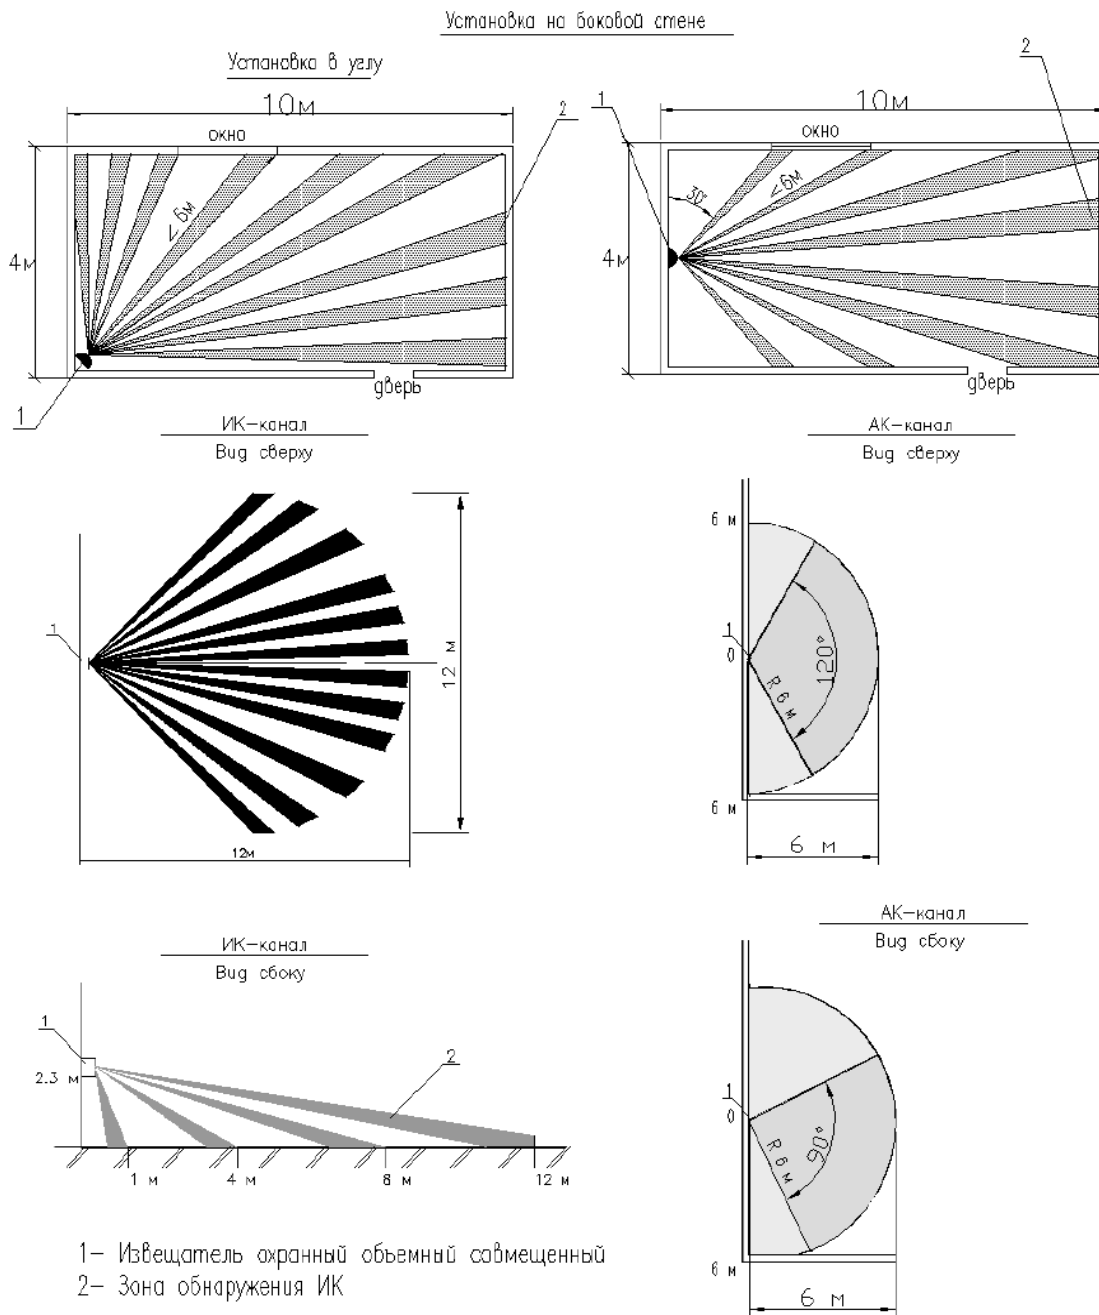 Установка на боковой стене
Установка в углу
10м
окно
2
4м
< 6м
дверь
1
1
10м
окно
2
4м
<6м
дверь
ИК-канал
Вид сверху
1
12 м
12м
АК-канал
Вид сверху
6 м
1
0
120°
R 6 м
6 м
6 м
ИК-канал
Вид сбоку
1
2.3 м
2
1 м
4 м
8 м
12 м
АК-канал
Вид сбоку
1
0
90°
R 6 м
6 м
6 м
1- Извещатель охранный объемный совмещенный
2- Зона обнаружения ИК